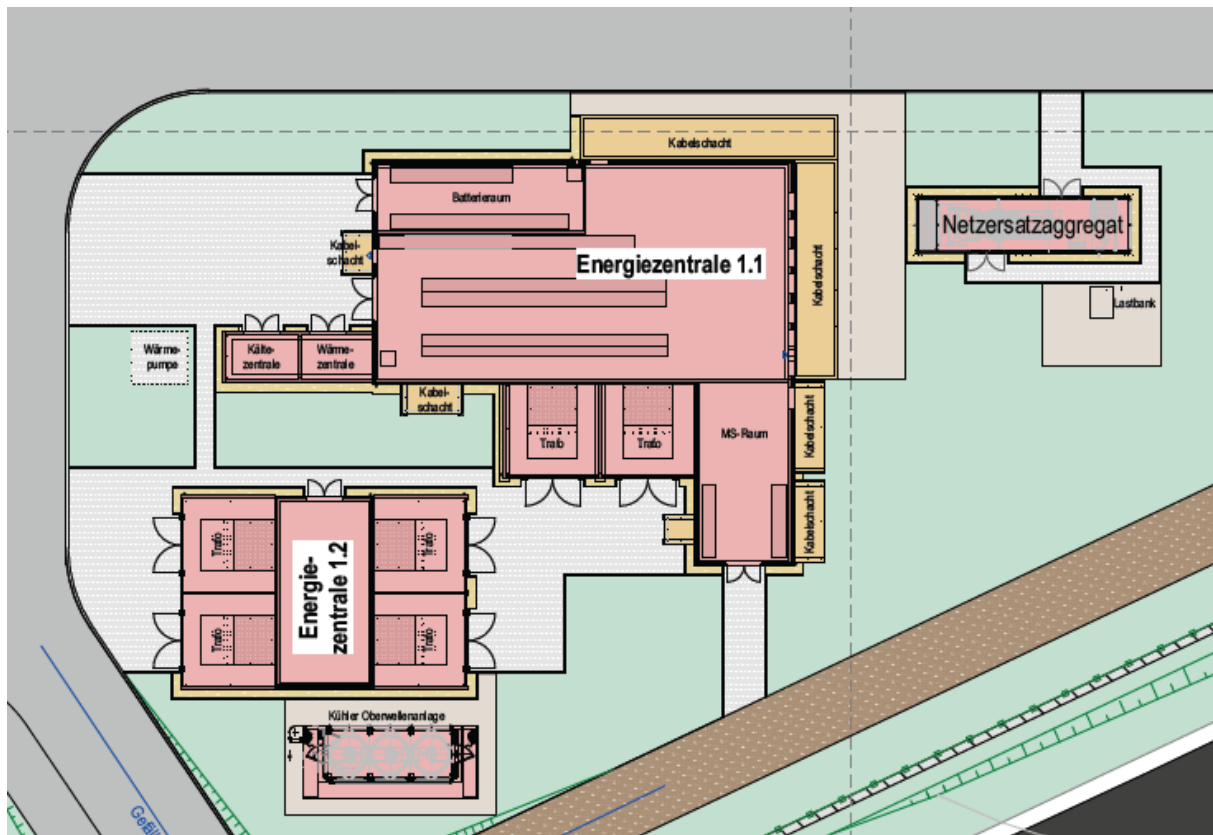 Kabelschacht
Batterieraum
Netzersatzaggregat
Kabel-
schacht
Energiezentrale 1.1
Kabelschacht
Lastbank
Wärme-
pumpe
Kälte-
zentrale
Wärme-
zentrale
Kabel-
schacht
Trafo
Trafo
MS-Raum
Kabelschacht
Kabelschacht
Trafo
Trafo
Energie-
zentrale 1.2
Trafo
Trafo
Kühler Oberwellenanlage